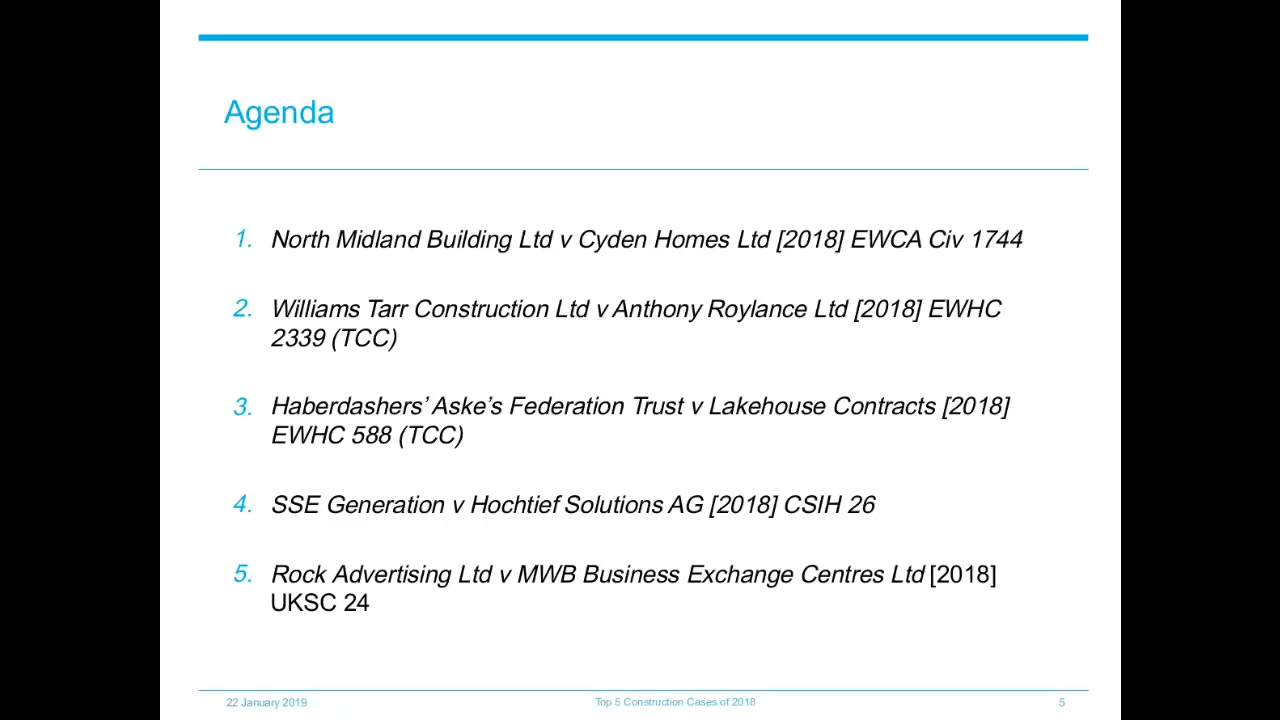 Agenda
1. North Midland Building Ltd v Cyden Homes Ltd [2018] EWCA Civ 1744
2. Williams Tarr Construction Ltd v Anthony Roylance Ltd [2018] EWHC
2339 (TCC)
3. Haberdashers’ Aske’s Federation Trust v Lakehouse Contracts [2018]
EWHC 588 (TCC)
4. SSE Generation v Hochtief Solutions AG [2018] CSIH 26
5. Rock Advertising Ltd v MWB Business Exchange Centres Ltd [2018]
UKSC 24
22 January 2019
Top 5 Construction Cases of 2018
5